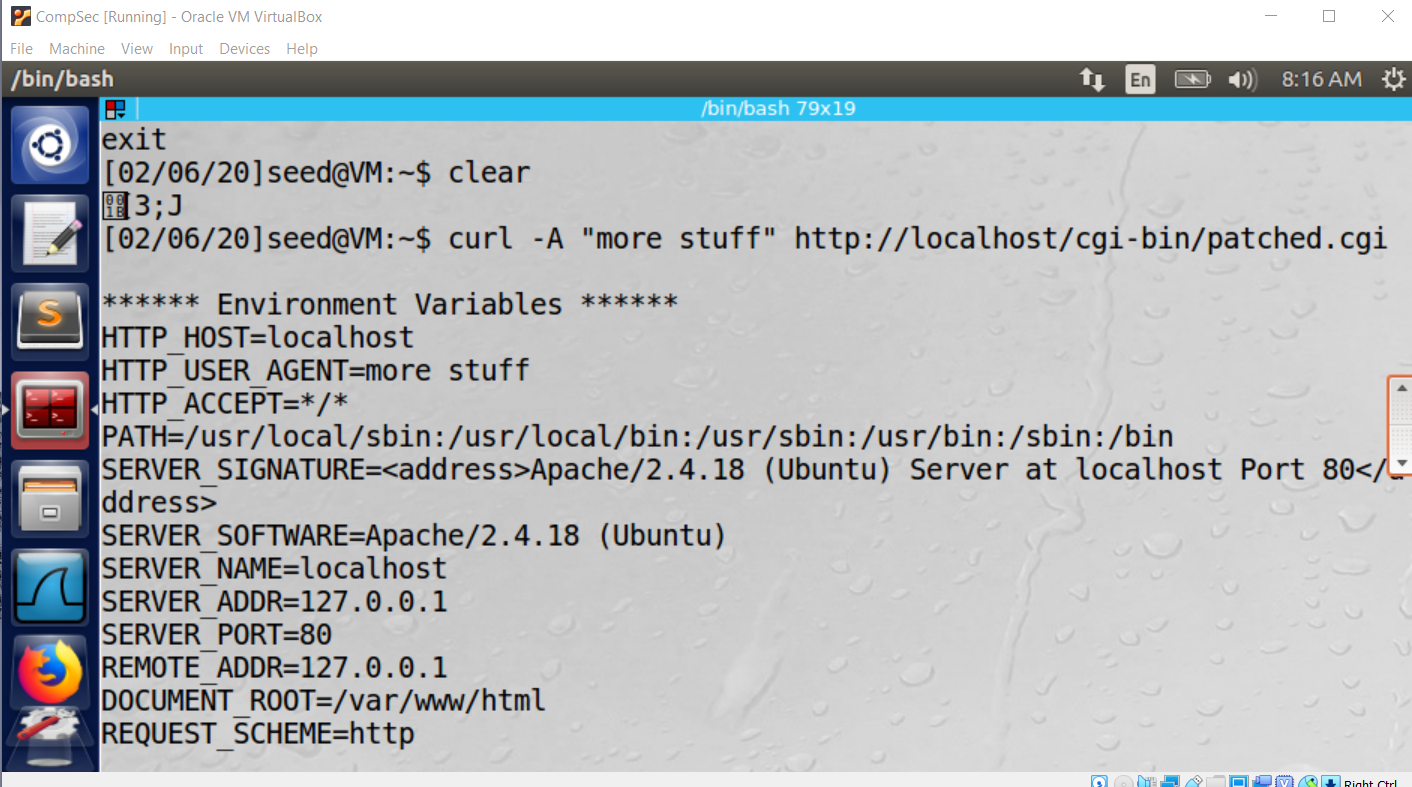 CompSec [Running] - Oracle VM VirtualBox
File Machine View Input Devices Help
/bin/bash En 8:16 AM
/bin/bash 79x19
exit
[02/06/20]seed@VM:~$ clear
001B[3;J
[02/06/20]seed@VM:~$ curl -A "more stuff" http://localhost/cgi-bin/patched.cgi
****** Environment Variables ******
HTTP_HOST=localhost
HTTP_USER_AGENT=more stuff
HTTP_ACCEPT=*/*
PATH=/usr/local/sbin:/usr/local/bin:/usr/sbin:/usr/bin:/sbin:/bin
SERVER_SIGNATURE=<address>Apache/2.4.18 (Ubuntu) Server at localhost Port 80</a
ddress>
SERVER_SOFTWARE=Apache/2.4.18 (Ubuntu)
SERVER_NAME=localhost
SERVER_ADDR=127.0.0.1
SERVER_PORT=80
REMOTE_ADDR=127.0.0.1
DOCUMENT_ROOT=/var/www/html
REQUEST_SCHEME=http
Right Ctrl